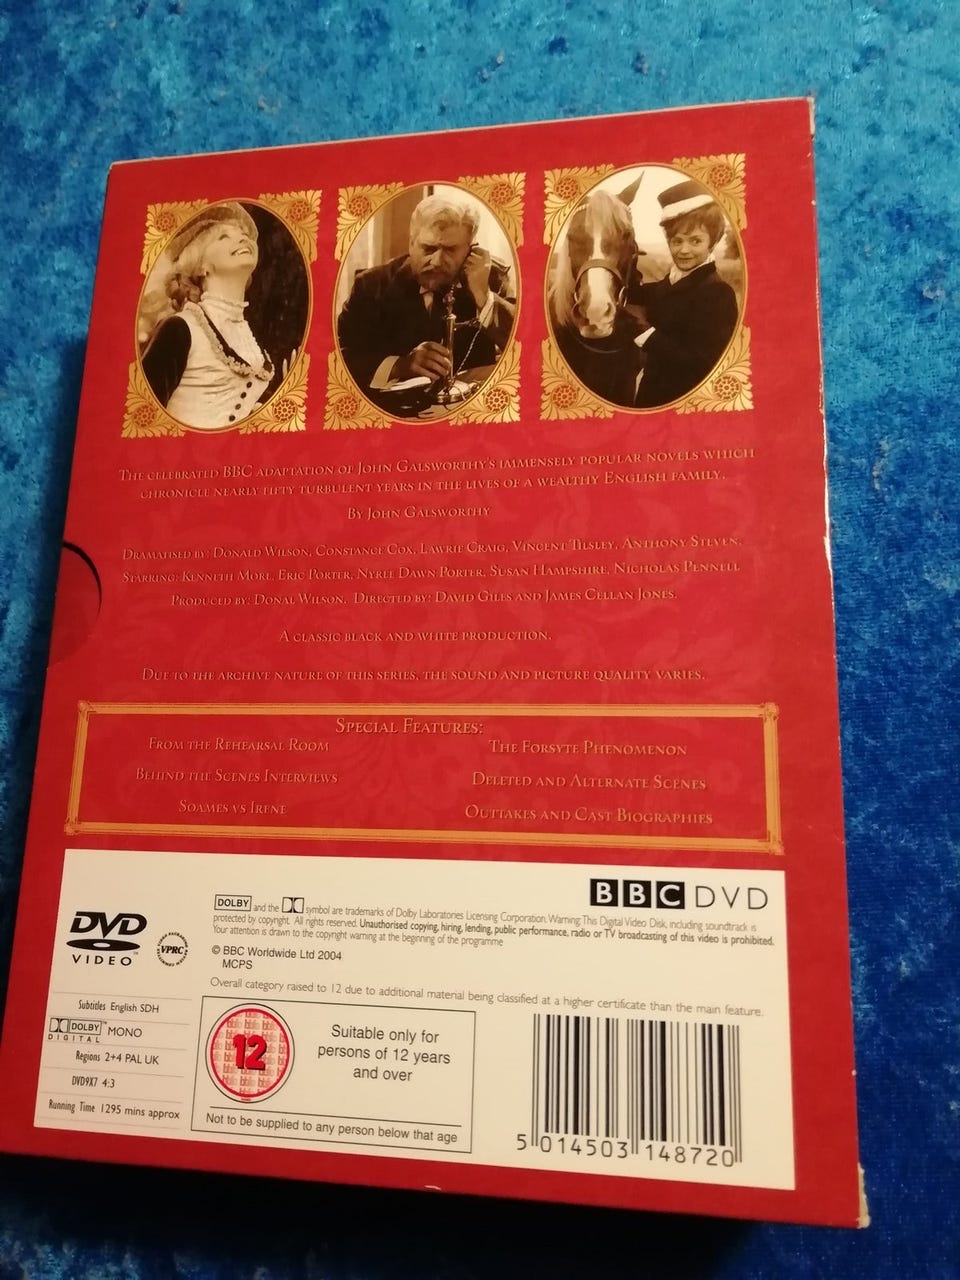 The celebrated BBC adaptation of John Galsworthy's immensely popular novels which
chronicle nearly fifty turbulent years in the lives of a wealthy English family.
By John Galsworthy
Dramatised by: Donald Wilson, Constance Cox, Lawrie Craig, Vincent Tilsley, Anthony Steven.
Starring: Kenneth More, Eric Porter, Nyree Dawn Porter, Susan Hampshire, Nicholas Pennell
Produced by: Donal Wilson. Directed by: David Giles and James Cellan Jones.
A classic black and white production.
Due to the archive nature of this series, the sound and picture quality varies.
Special Features:
From the Rehearsal Room
The Forsyte Phenomenon
Behind the Scenes Interviews
Deleted and Alternate Scenes
Soames vs Irene
Outtakes and Cast Biographies
BBC DVD
DVD
VIDEO™
VPRC
DOLBY and the symbol are trademarks of Dolby Laboratories Licensing Corporation. Warning: This Digital Video Disk, including soundtrack is
protected by copyright. All rights reserved. Unauthorised copying, hiring, lending, public performance, radio or TV broadcasting of this video is prohibited.
Your attention is drawn to the copyright warning at the beginning of the programme
© BBC Worldwide Ltd 2004
MCPS
Overall category raised to 12 due to additional material being classified at a higher certificate than the main feature.
Subtitles English SDH
DOLBY™ MONO
DIGITAL
Regions 2+4 PAL UK
DVD9X7 4:3
Running Time 1295 mins approx
12
Suitable only for
persons of 12 years
and over
Not to be supplied to any person below that age
5 014503 148720